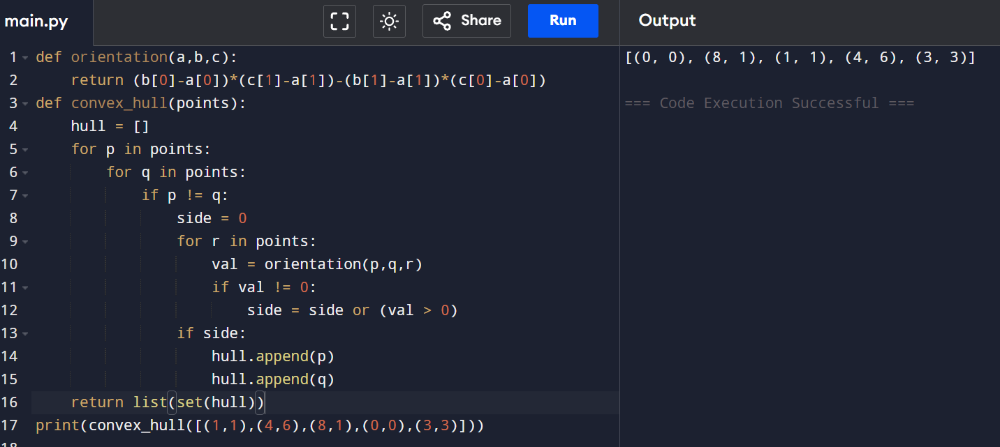 main.py
Share
Run
Output
1 def orientation(a,b,c):
2     return (b[0]-a[0])*(c[1]-a[1])-(b[1]-a[1])*(c[0]-a[0])
3 def convex_hull(points):
4     hull = []
5     for p in points:
6         for q in points:
7             if p != q:
8                 side = 0
9                 for r in points:
10                     val = orientation(p,q,r)
11                     if val != 0:
12                         side = side or (val > 0)
13                 if side:
14                     hull.append(p)
15                     hull.append(q)
16     return list(set(hull))
17 print(convex_hull([(1,1),(4,6),(8,1),(0,0),(3,3)]))
18
[(0, 0), (8, 1), (1, 1), (4, 6), (3, 3)]
=== Code Execution Successful ===